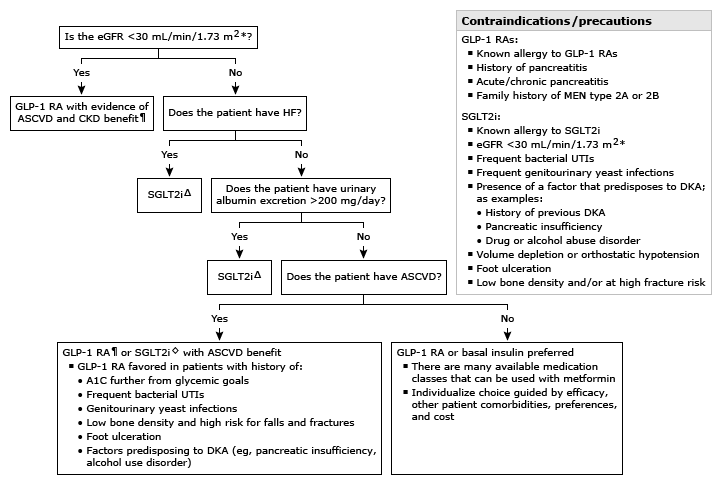 Is the eGFR <30 mL/min/1.73 m²*?
Yes
No
GLP-1 RA with evidence of
ASCVD and CKD benefit¶
Does the patient have HF?
Yes
No
SGLT2iΔ
Does the patient have urinary
albumin excretion >200 mg/day?
Yes
No
SGLT2iΔ
Does the patient have ASCVD?
Yes
No
GLP-1 RA¶ or SGLT2i◊ with ASCVD benefit
▪ GLP-1 RA favored in patients with history of:
• A1C further from glycemic goals
• Frequent bacterial UTIs
• Genitourinary yeast infections
• Low bone density and high risk for falls and fractures
• Foot ulceration
• Factors predisposing to DKA (eg, pancreatic insufficiency,
alcohol use disorder)
GLP-1 RA or basal insulin preferred
▪ There are many available medication
classes that can be used with metformin
▪ Individualize choice guided by efficacy,
other patient comorbidities, preferences,
and cost
Contraindications/precautions
GLP-1 RAs:
▪ Known allergy to GLP-1 RAs
▪ History of pancreatitis
▪ Acute/chronic pancreatitis
▪ Family history of MEN type 2A or 2B
SGLT2i:
▪ Known allergy to SGLT2i
▪ eGFR <30 mL/min/1.73 m²*
▪ Frequent bacterial UTIs
▪ Frequent genitourinary yeast infections
▪ Presence of a factor that predisposes to DKA;
as examples:
• History of previous DKA
• Pancreatic insufficiency
• Drug or alcohol abuse disorder
▪ Volume depletion or orthostatic hypotension
▪ Foot ulceration
▪ Low bone density and/or at high fracture risk